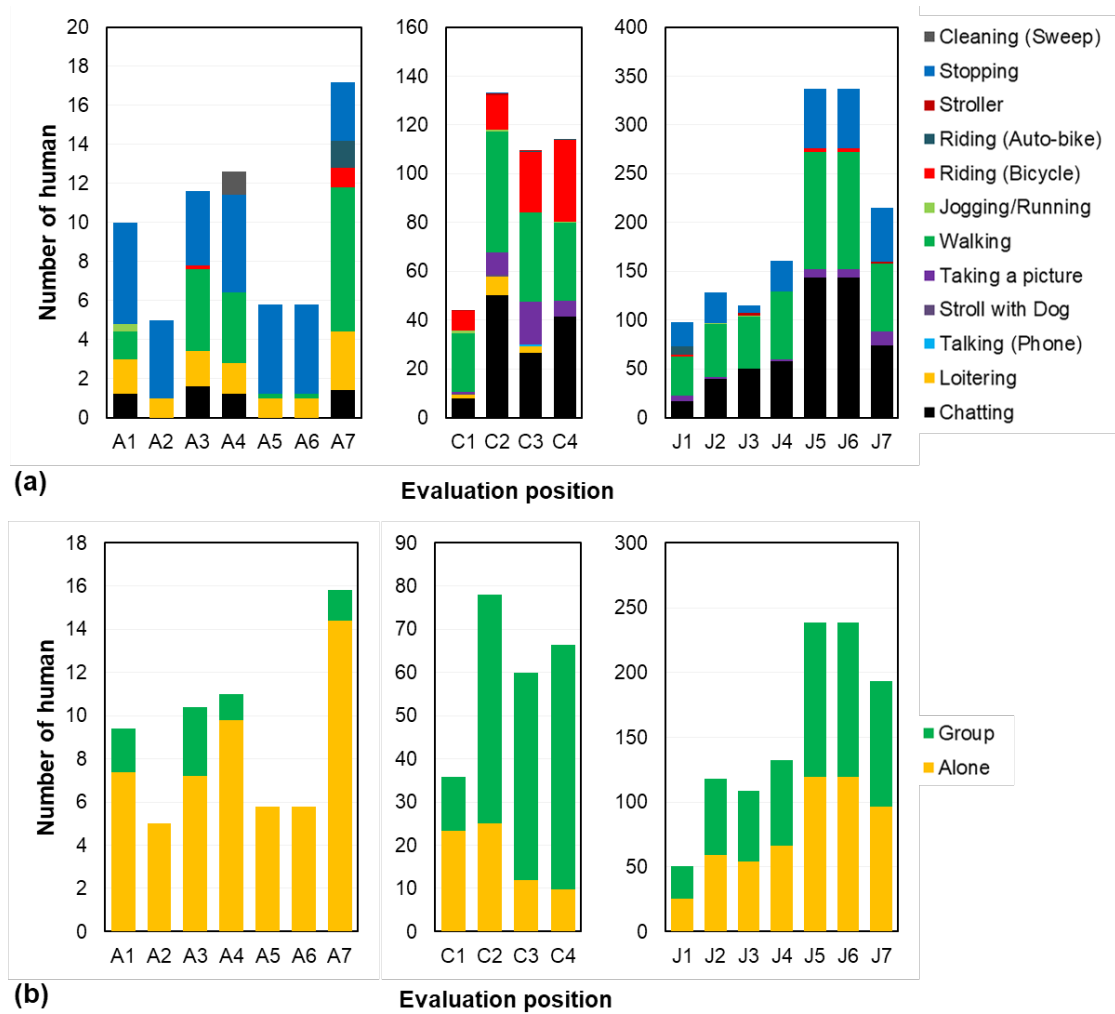 20
18
16
14
12
10
8
6
4
2
0
160
140
120
100
80
60
40
20
0
400
350
300
250
200
150
100
50
0
Number of human
A1 A2 A3 A4 A5 A6 A7
C1 C2 C3 C4
J1 J2 J3 J4 J5 J6 J7
Cleaning (Sweep)
Stopping
Stroller
Riding (Auto-bike)
Riding (Bicycle)
Jogging/Running
Walking
Taking a picture
Stroll with Dog
Talking (Phone)
Loitering
Chatting
(a)
Evaluation position
18
16
14
12
10
8
6
4
2
0
90
80
70
60
50
40
30
20
10
0
300
250
200
150
100
50
0
Number of human
A1 A2 A3 A4 A5 A6 A7
C1 C2 C3 C4
J1 J2 J3 J4 J5 J6 J7
Group
Alone
(b)
Evaluation position